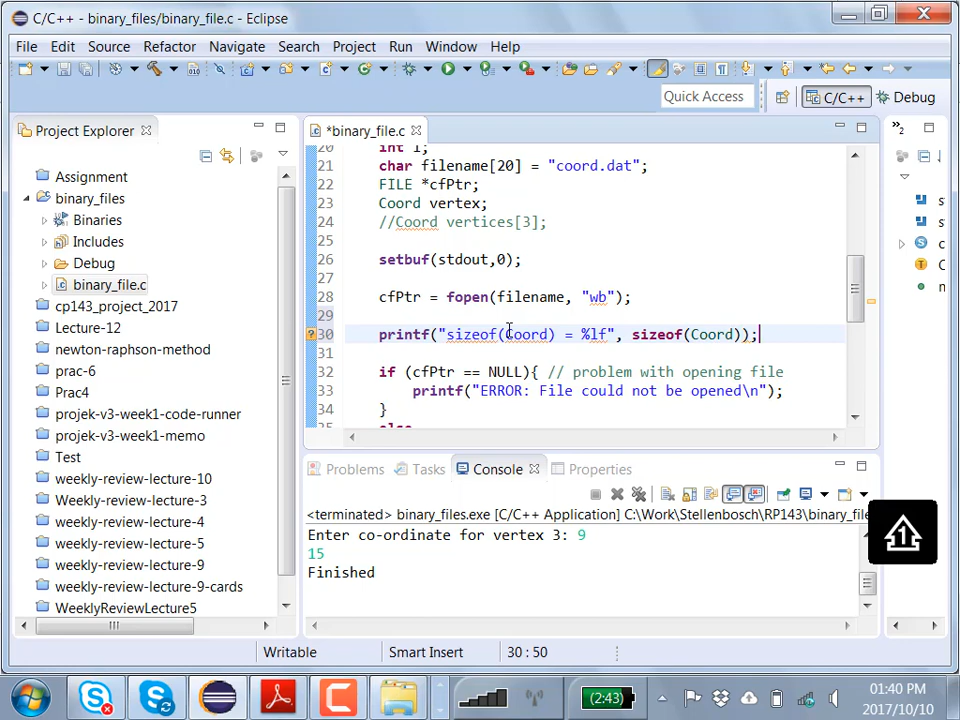 C/C++ - binary_files/binary_file.c - Eclipse
File Edit Source Refactor Navigate Search Project Run Window Help
Quick Access
C/C++
Debug
Project Explorer
Assignment
binary_files
Binaries
Includes
Debug
binary_file.c
cp143_project_2017
Lecture-12
newton-raphson-method
prac-6
Prac4
projek-v3-week1-code-runner
projek-v3-week1-memo
Test
weekly-review-lecture-10
Weekly-review-Lecture-3
weekly-review-lecture-4
weekly-review-lecture-5
weekly-review-lecture-9
weekly-review-lecture-9-cards
WeeklyReviewLecture5
*binary_file.c
20 int i;
21 char filename[20] = "coord.dat";
22 FILE *cfPtr;
23 Coord vertex;
24 //Coord vertices[3];
25
26 setbuf(stdout,0);
27
28 cfPtr = fopen(filename, "wb");
29
30 printf("sizeof(Coord) = %lf", sizeof(Coord));
31
32 if (cfPtr == NULL){ // problem with opening file
33 printf("ERROR: File could not be opened\n");
34 }
35 else
»2
Problems Tasks Console Properties
<terminated> binary_files.exe [C/C++ Application] C:\Work\Stellenbosch\RP143\binary_file
Enter co-ordinate for vertex 3: 9
15
Finished
1
Writable Smart Insert 30 : 50
(2:43)
01:40 PM
2017/10/10